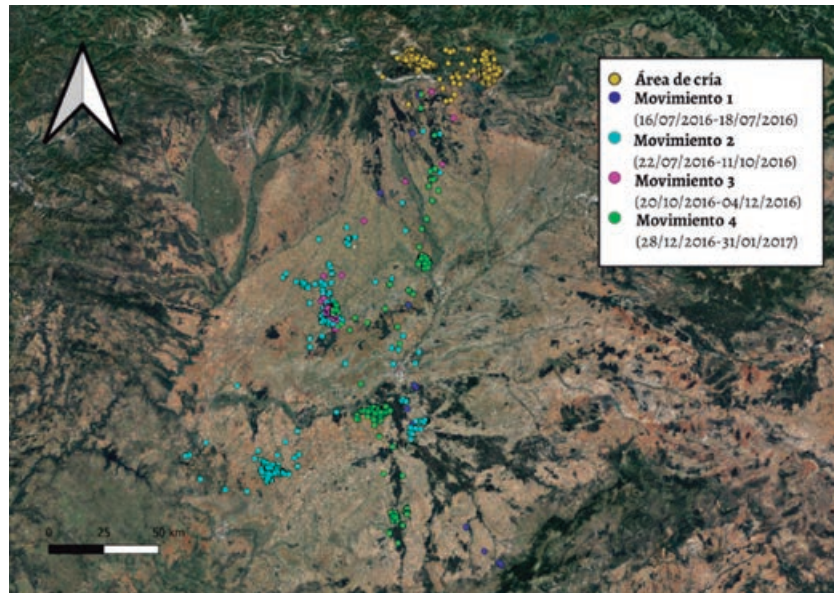 Área de cría
Movimiento 1
(16/07/2016-18/07/2016)
Movimiento 2
(22/07/2016-11/10/2016)
Movimiento 3
(20/10/2016-04/12/2016)
Movimiento 4
(28/12/2016-31/01/2017)
0 25 50 km